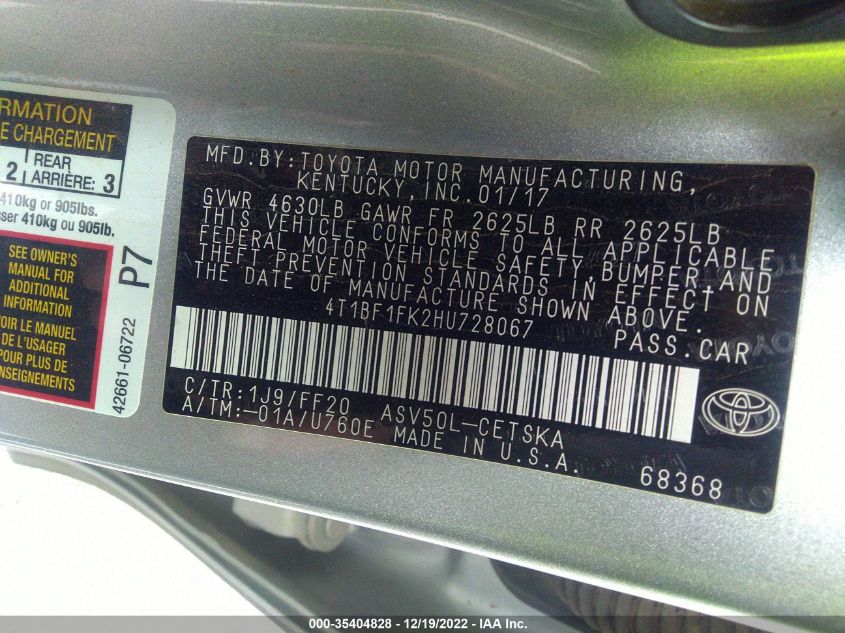 ORMATION
E CHARGEMENT
2 REAR ARRIÈRE: 3
410kg or 905lbs.
ser 410kg ou 905lb.
SEE OWNER'S
MANUAL FOR
ADDITIONAL
INFORMATION
OIR LE MANUEL
DE L'USAGER
POUR PLUS DE
ENSEIGNEMENTS
P7
42661-06722
MFD.BY:TOYOTA MOTOR MANUFACTURING,
KENTUCKY,INC.01/17
GVWR 4630LB GAWR FR 2625LB RR 2625LB
THIS VEHICLE CONFORMS TO ALL APPLICABLE
FEDERAL MOTOR VEHICLE SAFETY,BUMPER,AND
THEFT PREVENTION STANDARDS IN EFFECT ON
THE DATE OF MANUFACTURE SHOWN ABOVE.
4T1BF1FK2HU728067
PASS.CAR
C/TR:1J9/FF20 ASV50L-CETSKA
A/TM:-01A/U760E MADE IN U.S.A.
68368
000-35404828 - 12/19/2022 - IAA Inc.